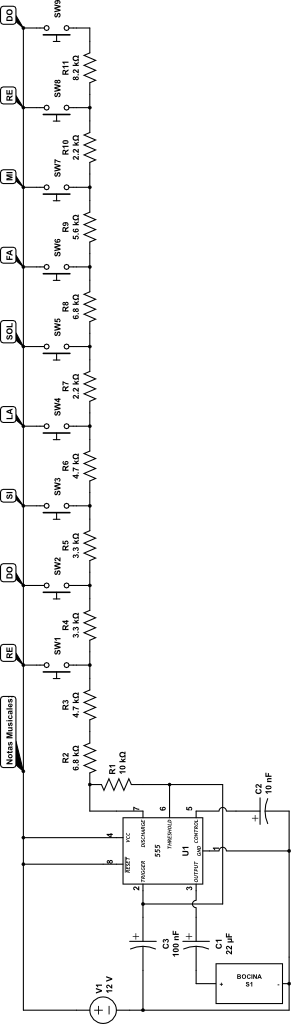 DO
SW9
R11
8.2 kΩ
RE
SW8
R10
2.2 kΩ
MI
SW7
R9
5.6 kΩ
FA
SW6
R8
6.8 kΩ
SOL
SW5
R7
2.2 kΩ
LA
SW4
R6
4.7 kΩ
SI
SW3
R5
3.3 kΩ
DO
SW2
R4
3.3 kΩ
RE
SW1
R3
4.7 kΩ
Notas Musicales
R2
6.8 kΩ
R1
10 kΩ
7
6
5
C2
10 nF
+
4
VCC
DISCHARGE
THRESHOLD
CONTROL
555
U1
GND
1
8
RESET
TRIGGER
OUTPUT
2
3
+
C3
100 nF
+
C1
22 µF
V1
12 V
+
BOCINA
S1
-